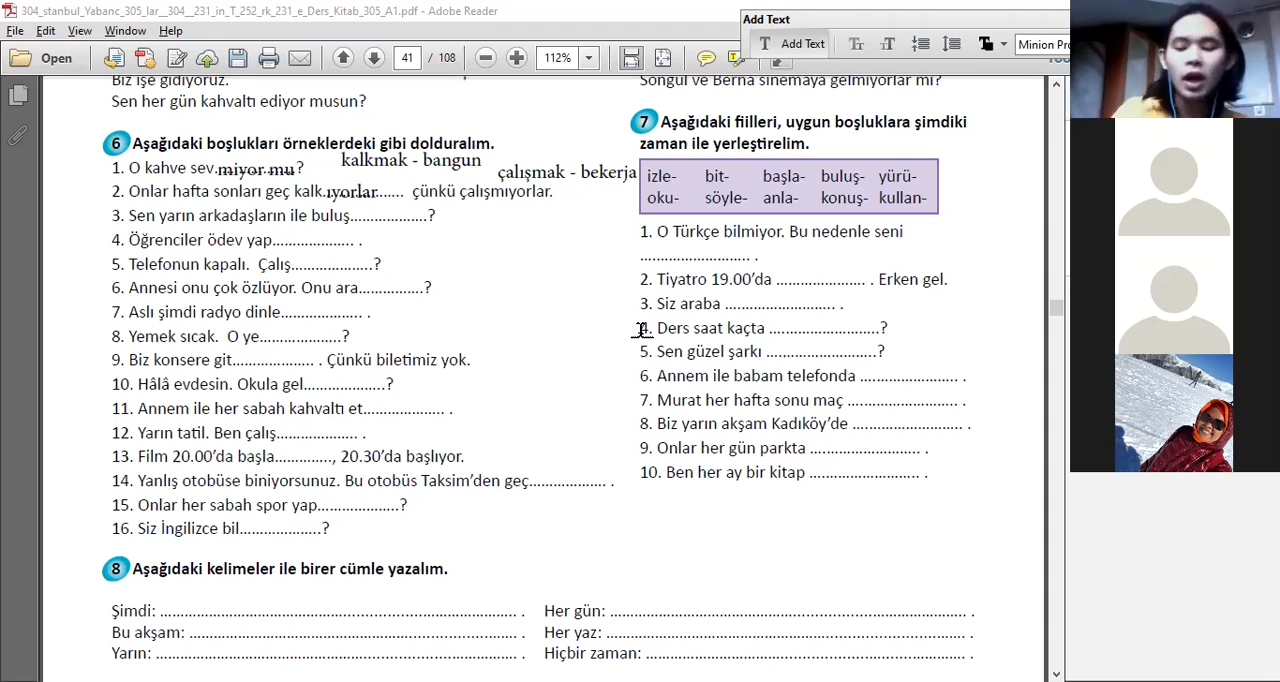 304_stanbul_Yabanc_305_lar__304__231_in_T_252_rk_231_e_Ders_Kitab_305_A1.pdf - Adobe Reader
File Edit View Window Help
Open
41 / 108
112%
Add Text
Add Text
Minion Pro
Biz işe gidiyoruz.
Sen her gün kahvaltı ediyor musun?
6 Aşağıdaki boşlukları örneklerdeki gibi dolduralım.
kalkmak - bangun
1. O kahve sev.miyor mu..?
çalışmak - bekerja
2. Onlar hafta sonları geç kalk..ıyorlar........ çünkü çalışmıyorlar.
3. Sen yarın arkadaşların ile buluş...................?
4. Öğrenciler ödev yap.................... .
5. Telefonun kapalı. Çalış....................?
6. Annesi onu çok özlüyor. Onu ara................?
7. Aslı şimdi radyo dinle.................... .
8. Yemek sıcak. O ye....................?
9. Biz konsere git.................... . Çünkü biletimiz yok.
10. Hâlâ evdesin. Okula gel....................?
11. Annem ile her sabah kahvaltı et.................... .
12. Yarın tatil. Ben çalış.................... .
13. Film 20.00’da başla............., 20.30’da başlıyor.
14. Yanlış otobüse biniyorsunuz. Bu otobüs Taksim’den geç................... .
15. Onlar her sabah spor yap....................?
16. Siz İngilizce bil....................?
Songül ve Berna sinemaya gelmiyorlar mı?
7 Aşağıdaki fiilleri, uygun boşluklara şimdiki
zaman ile yerleştirelim.
izle- bit- başla- buluş- yürü-
oku- söyle- anla- konuş- kullan-
1. O Türkçe bilmiyor. Bu nedenle seni
.......................... .
2. Tiyatro 19.00’da ..................... . Erken gel.
3. Siz araba .......................... .
4. Ders saat kaçta ..........................?
5. Sen güzel şarkı ..........................?
6. Annem ile babam telefonda ....................... .
7. Murat her hafta sonu maç .......................... .
8. Biz yarın akşam Kadıköy’de .......................... .
9. Onlar her gün parkta .......................... .
10. Ben her ay bir kitap .......................... .
8 Aşağıdaki kelimeler ile birer cümle yazalım.
Şimdi: .................................................................................... .
Her gün: .................................................................................... .
Bu akşam: .............................................................................. .
Her yaz: .................................................................................... .
Yarın: .................................................................................... .
Hiçbir zaman: ........................................................................... .